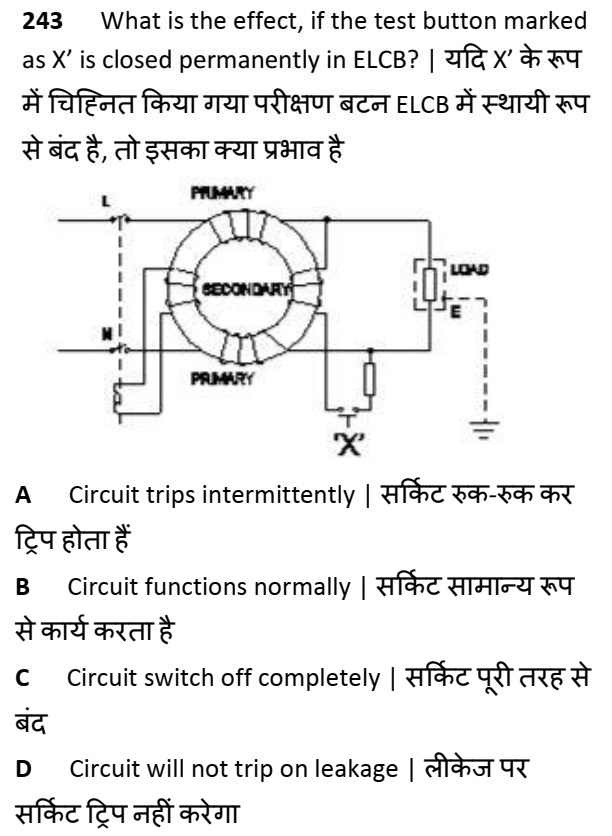 243 What is the effect, if the test button marked
as X’ is closed permanently in ELCB? | यदि X’ के रूप
में चिह्नित किया गया परीक्षण बटन ELCB में स्थायी रूप
से बंद है, तो इसका क्या प्रभाव है
PRIMARY
L
SECONDARY
LOAD
E
N
PRIMARY
'X'
A Circuit trips intermittently | सर्किट रुक-रुक कर
ट्रिप होता हैं
B Circuit functions normally | सर्किट सामान्य रूप
से कार्य करता है
C Circuit switch off completely | सर्किट पूरी तरह से
बंद
D Circuit will not trip on leakage | लीकेज पर
सर्किट ट्रिप नहीं करेगा